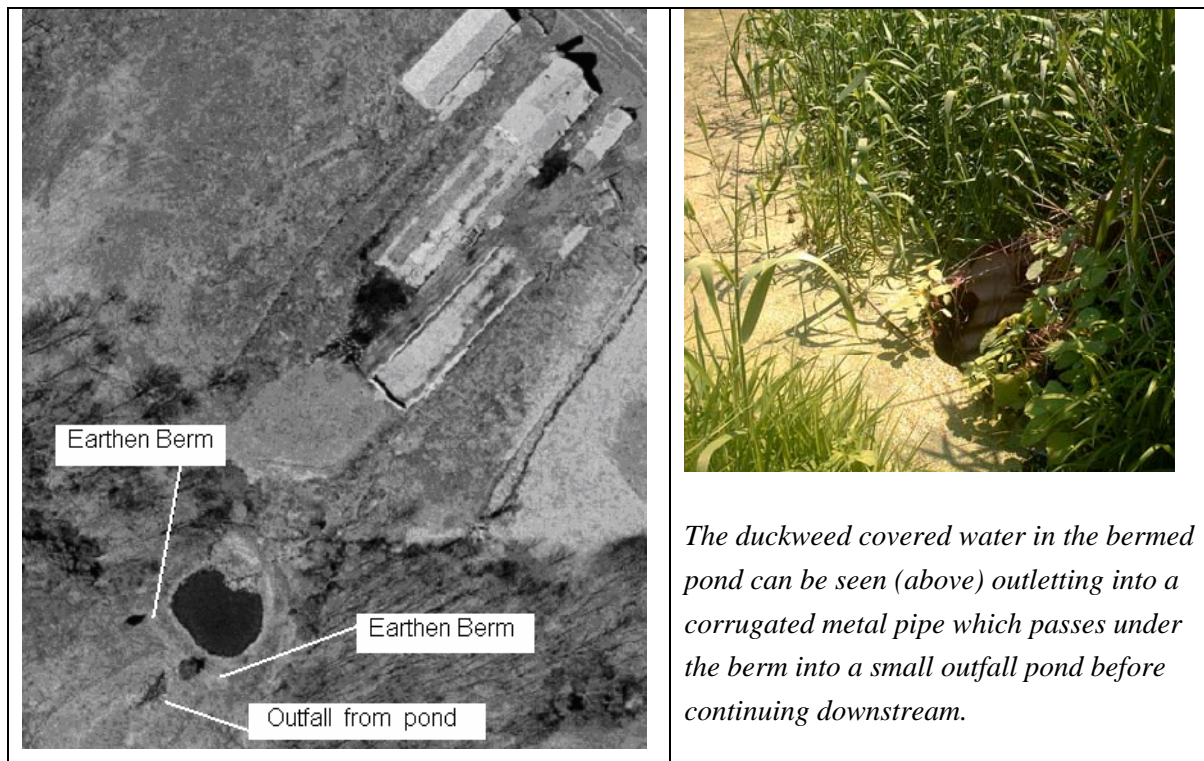 Earthen Berm
Earthen Berm
Outfall from pond
The duckweed covered water in the bermed
pond can be seen (above) outletting into a
corrugated metal pipe which passes under
the berm into a small outfall pond before
continuing downstream.